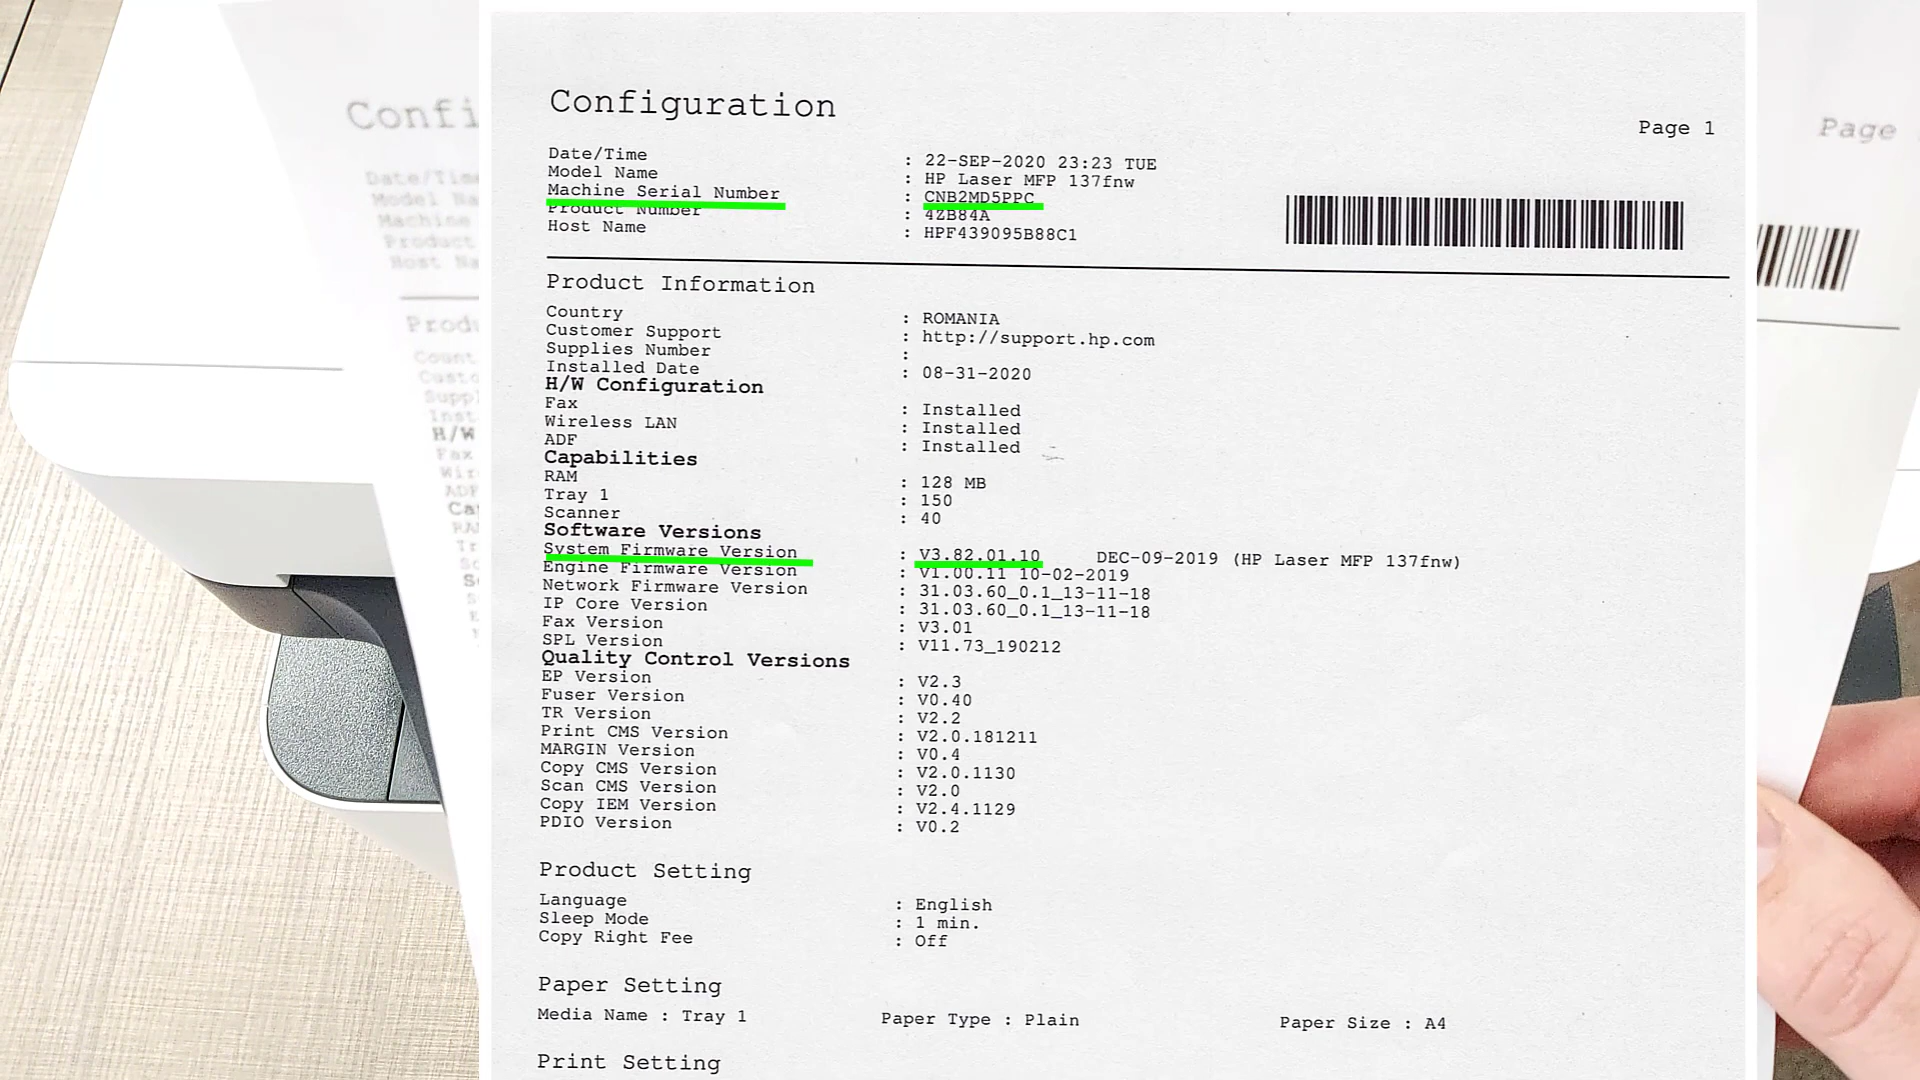 Configuration
Page 1
Date/Time : 22-SEP-2020 23:23 TUE
Model Name : HP Laser MFP 137fnw
Machine Serial Number : CNB2MD5PPC
Product Number : 4ZB84A
Host Name : HPF439095B88C1
Product Information
Country : ROMANIA
Customer Support : http://support.hp.com
Supplies Number :
Installed Date : 08-31-2020
H/W Configuration
Fax : Installed
Wireless LAN : Installed
ADF : Installed
Capabilities
RAM : 128 MB
Tray 1 : 150
Scanner : 40
Software Versions
System Firmware Version : V3.82.01.10 DEC-09-2019 (HP Laser MFP 137fnw)
Engine Firmware Version : V1.00.11 10-02-2019
Network Firmware Version : 31.03.60_0.1_13-11-18
IP Core Version : 31.03.60_0.1_13-11-18
Fax Version : V3.01
SPL Version : V11.73_190212
Quality Control Versions
EP Version : V2.3
Fuser Version : V0.40
TR Version : V2.2
Print CMS Version : V2.0.181211
MARGIN Version : V0.4
Copy CMS Version : V2.0.1130
Scan CMS Version : V2.0
Copy IEM Version : V2.4.1129
PDIO Version : V0.2
Product Setting
Language : English
Sleep Mode : 1 min.
Copy Right Fee : Off
Paper Setting
Media Name : Tray 1 Paper Type : Plain Paper Size : A4
Print Setting